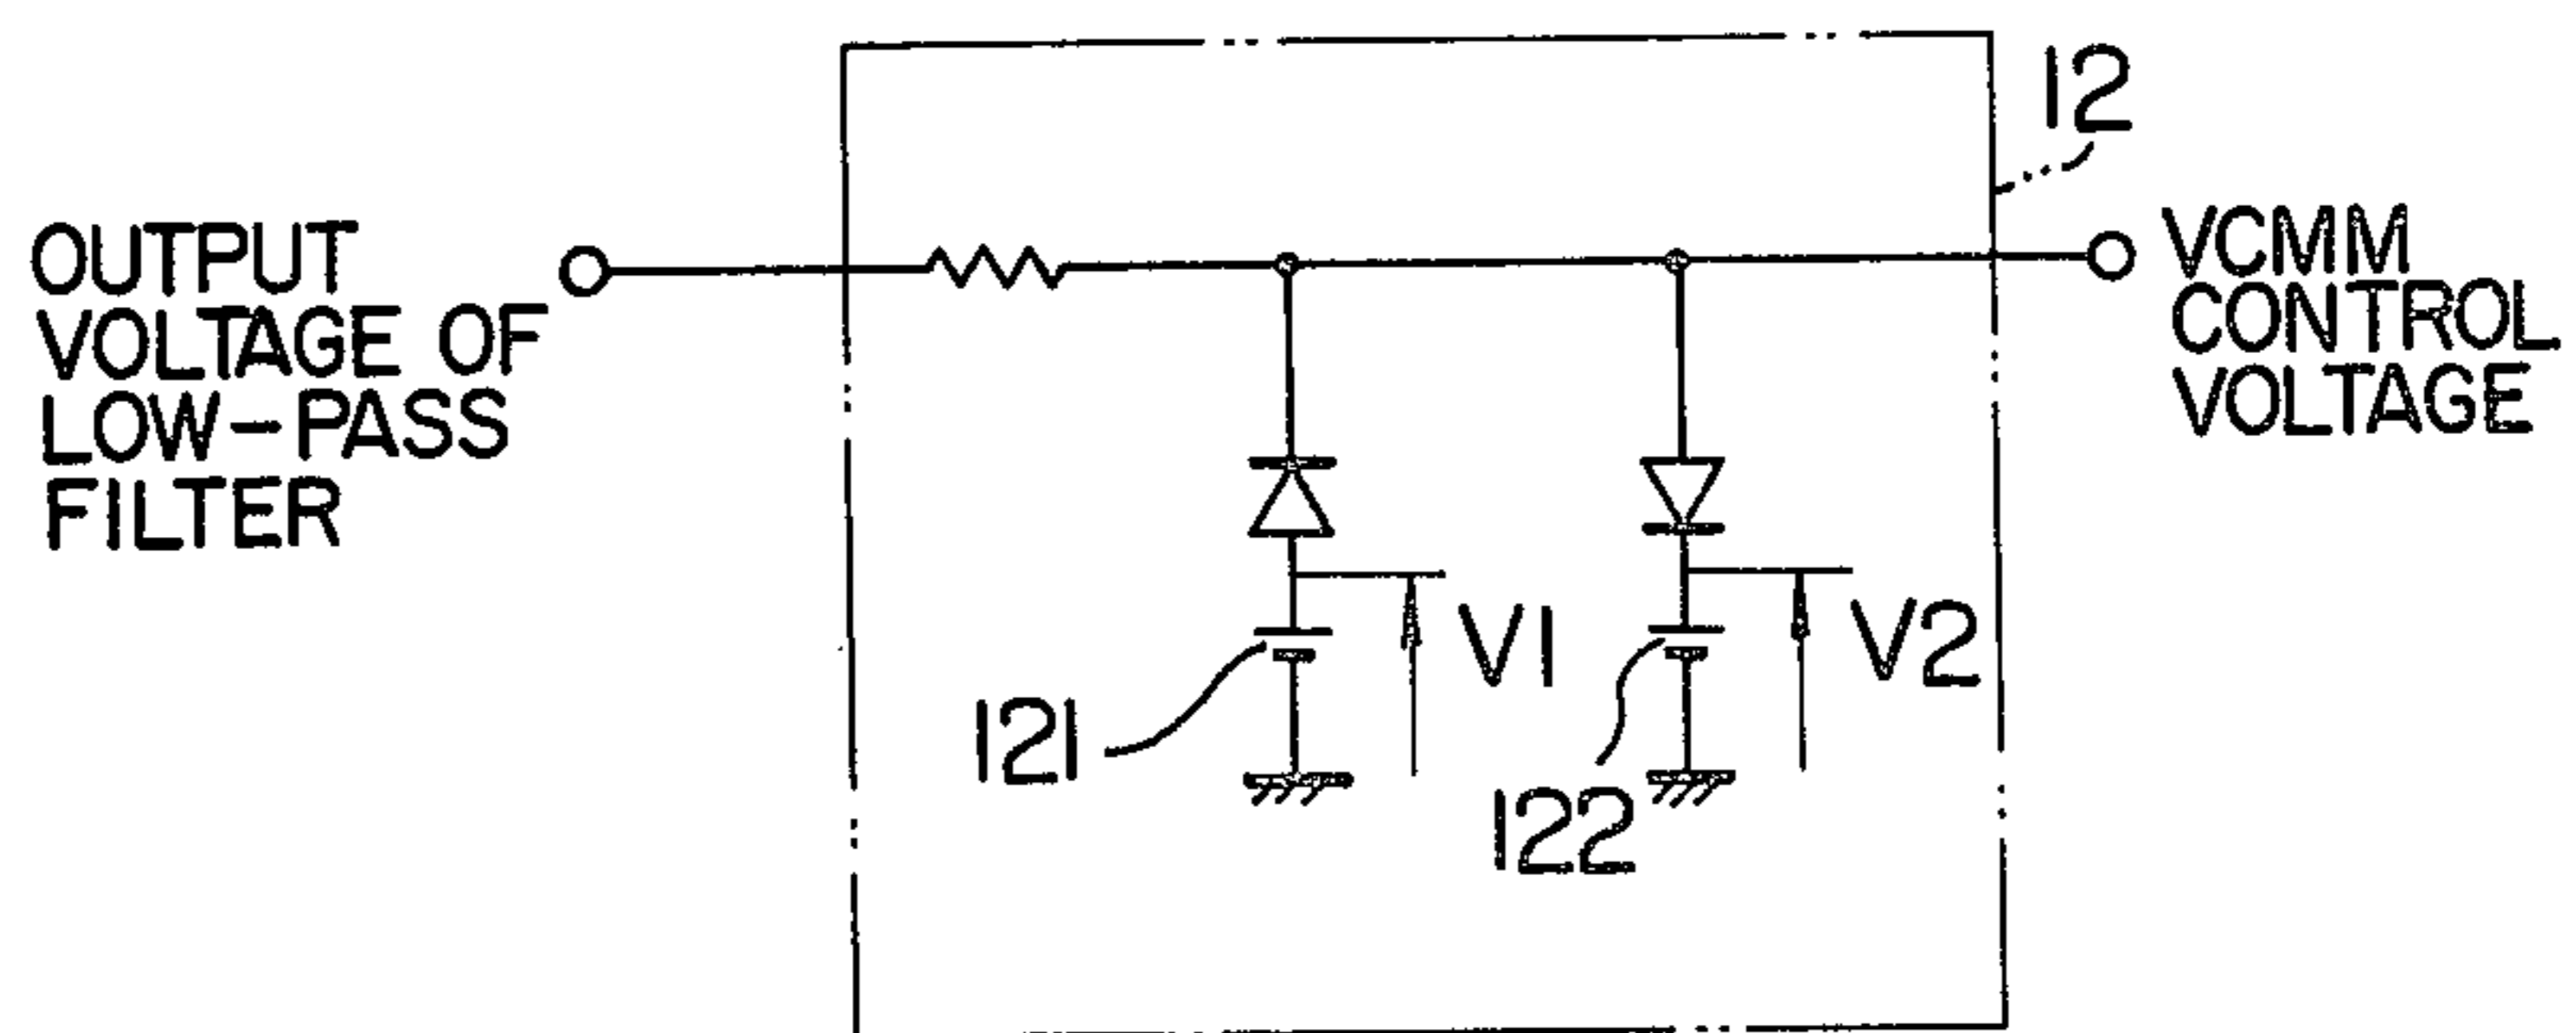 12
OUTPUT
VOLTAGE OF
LOW-PASS
FILTER
VCMM
CONTROL
VOLTAGE
V1
V2
121
122